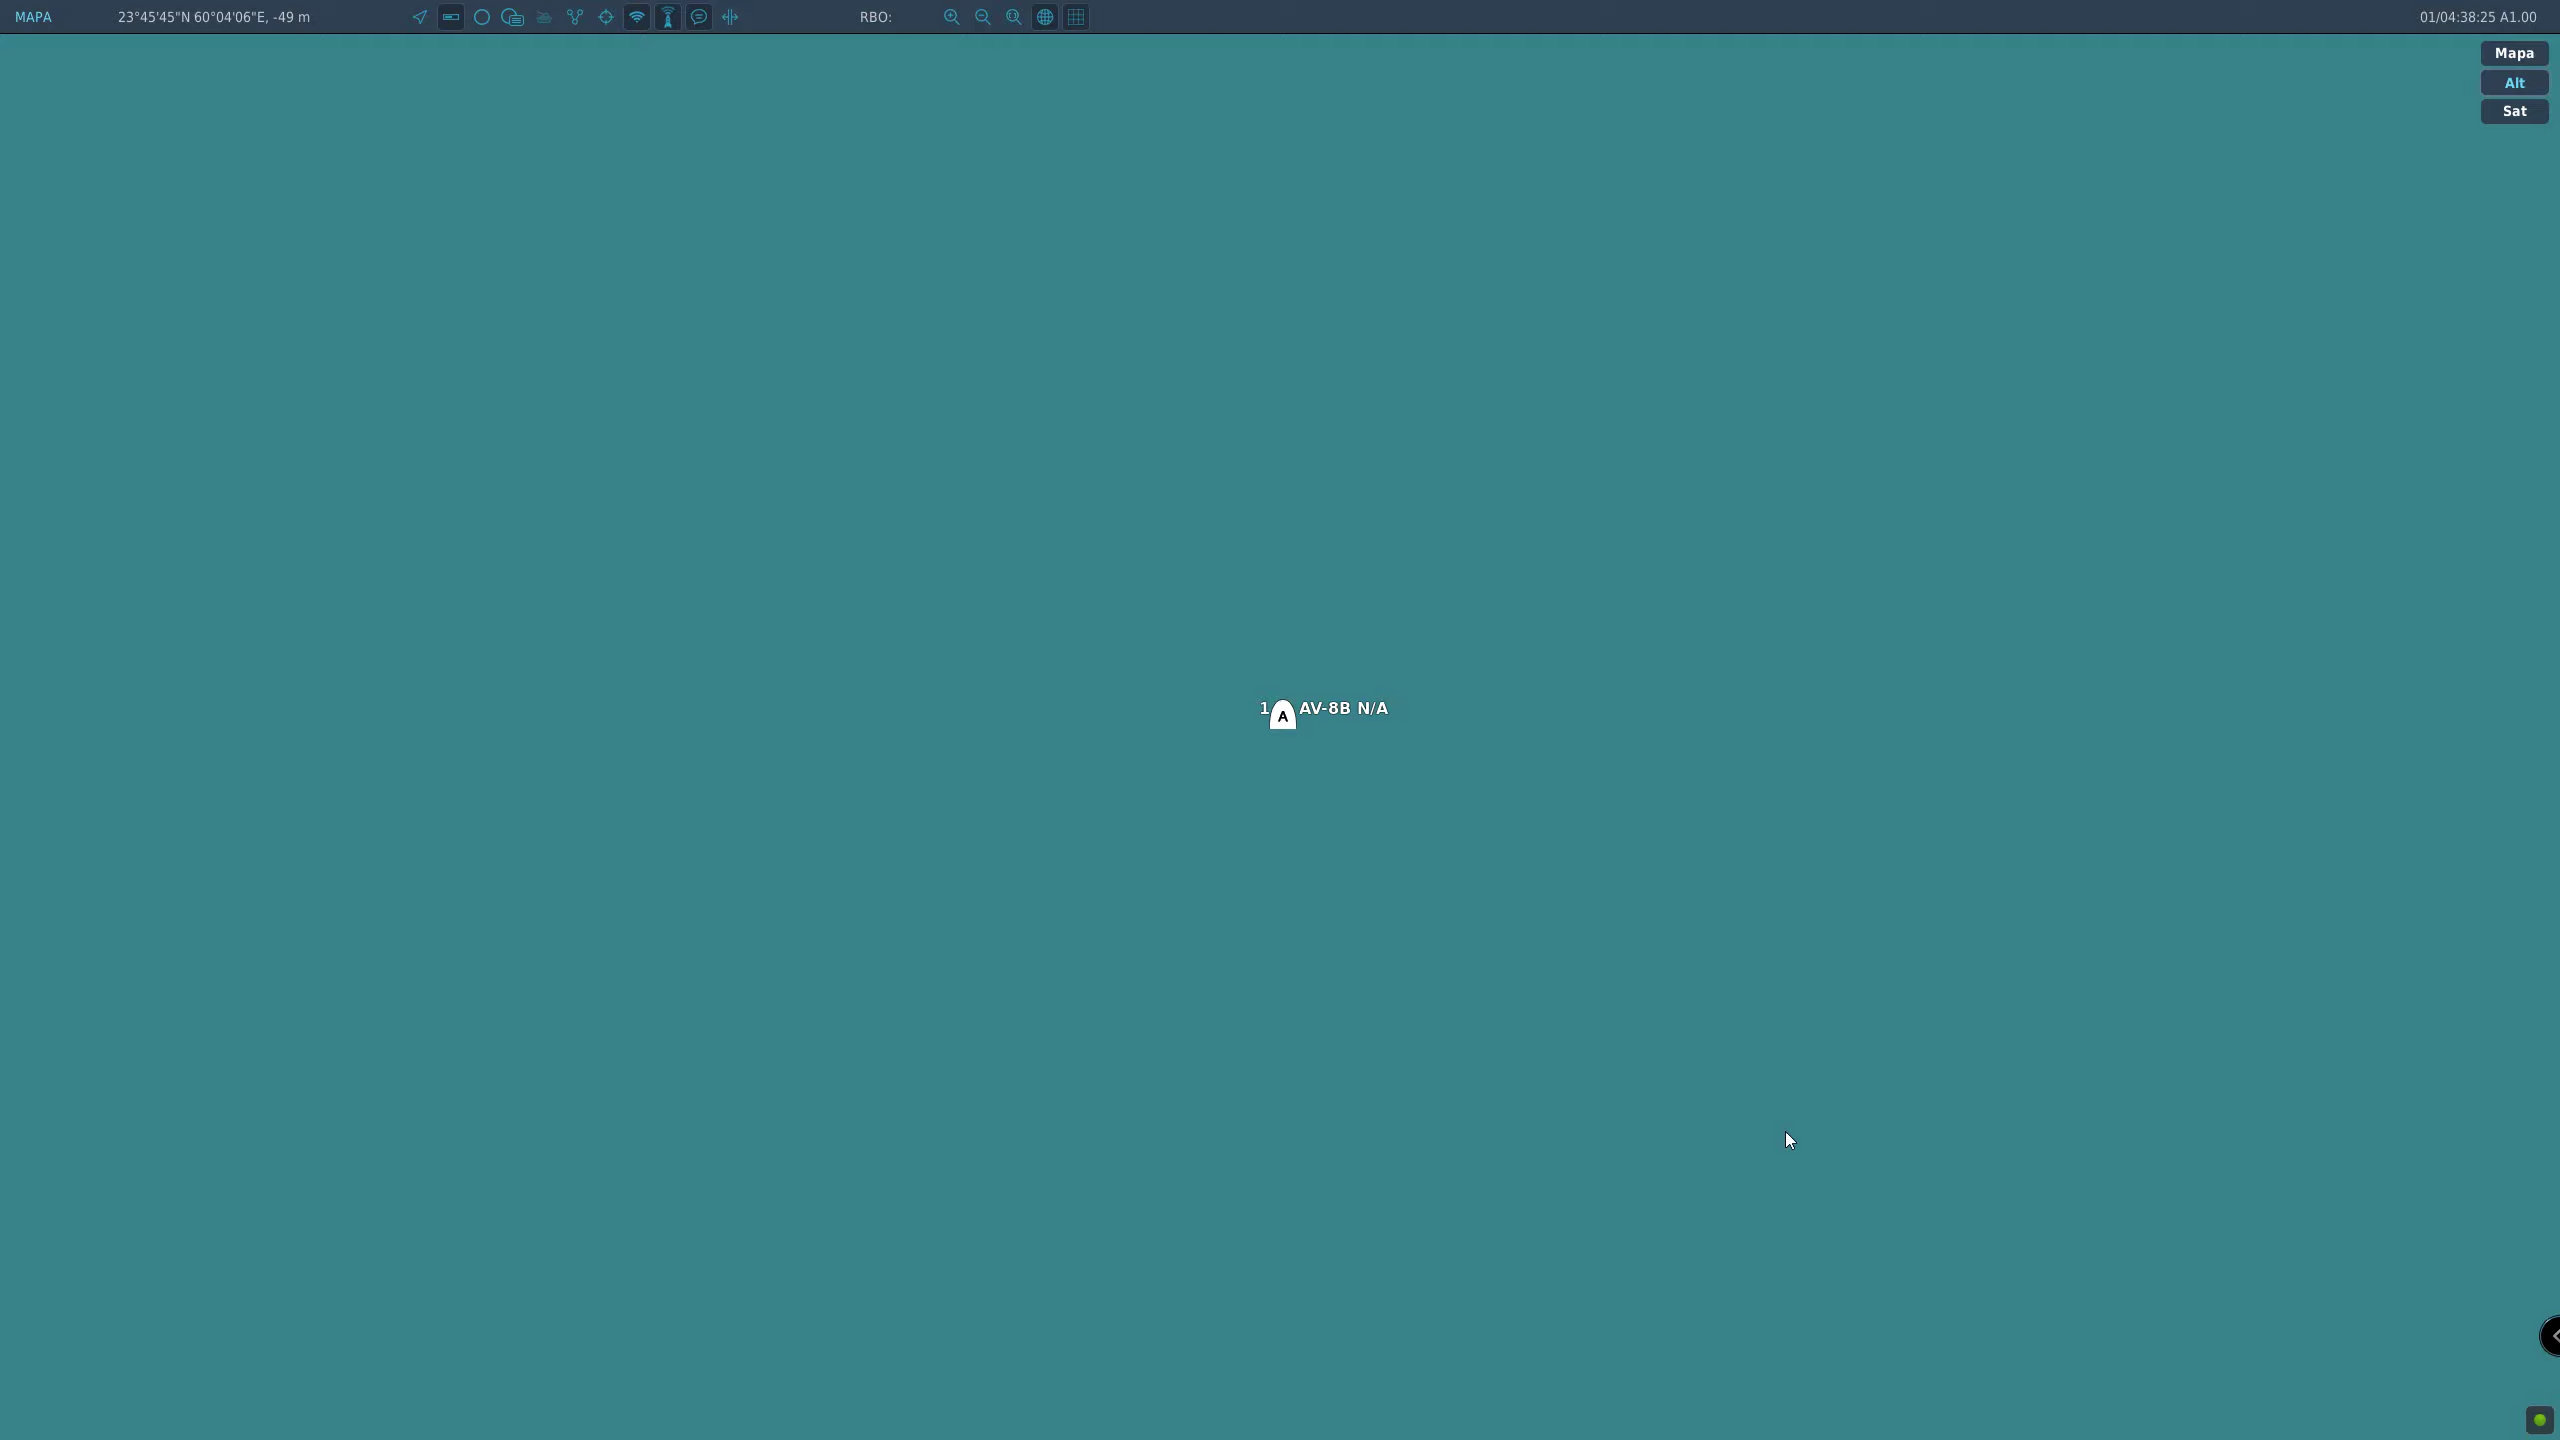 MAPA 23°45'45"N 60°04'06"E, -49 m RBO: 01/04:38:25 A1.00
Mapa
Alt
Sat
1 A AV-8B N/A